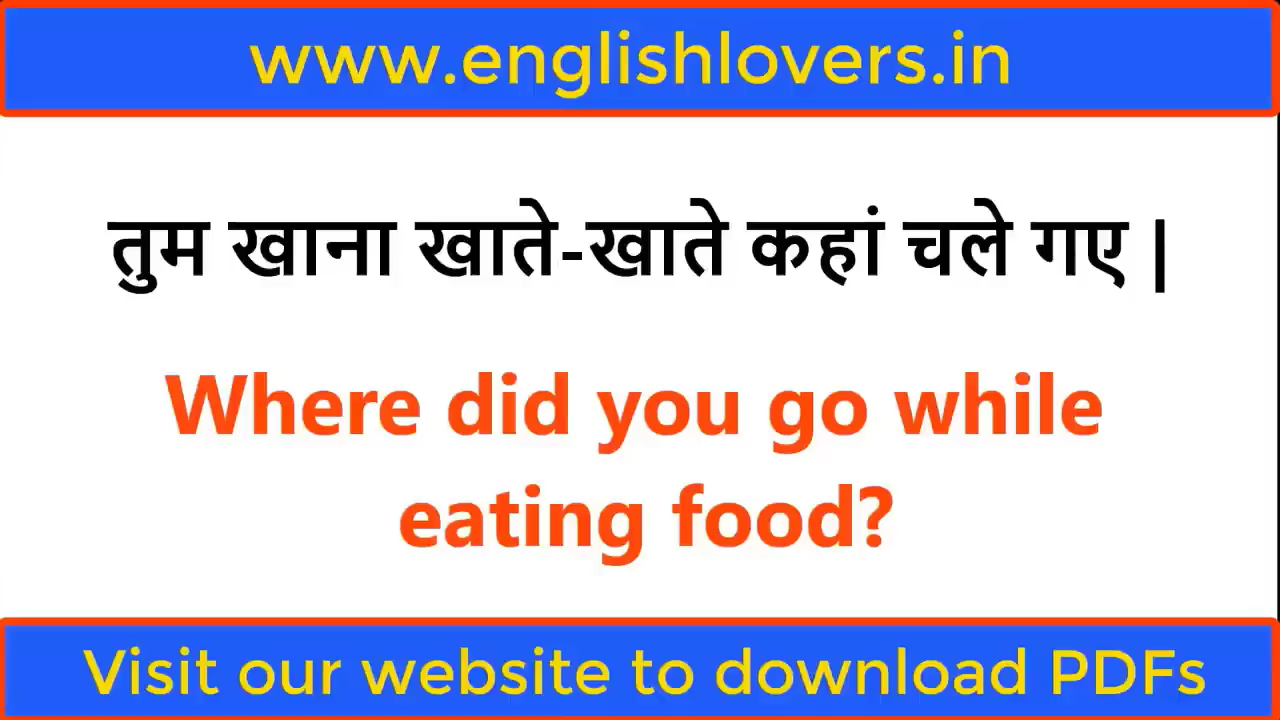 www.englishlovers.in
तुम खाना खाते-खाते कहां चले गए |
Where did you go while
eating food?
Visit our website to download PDFs